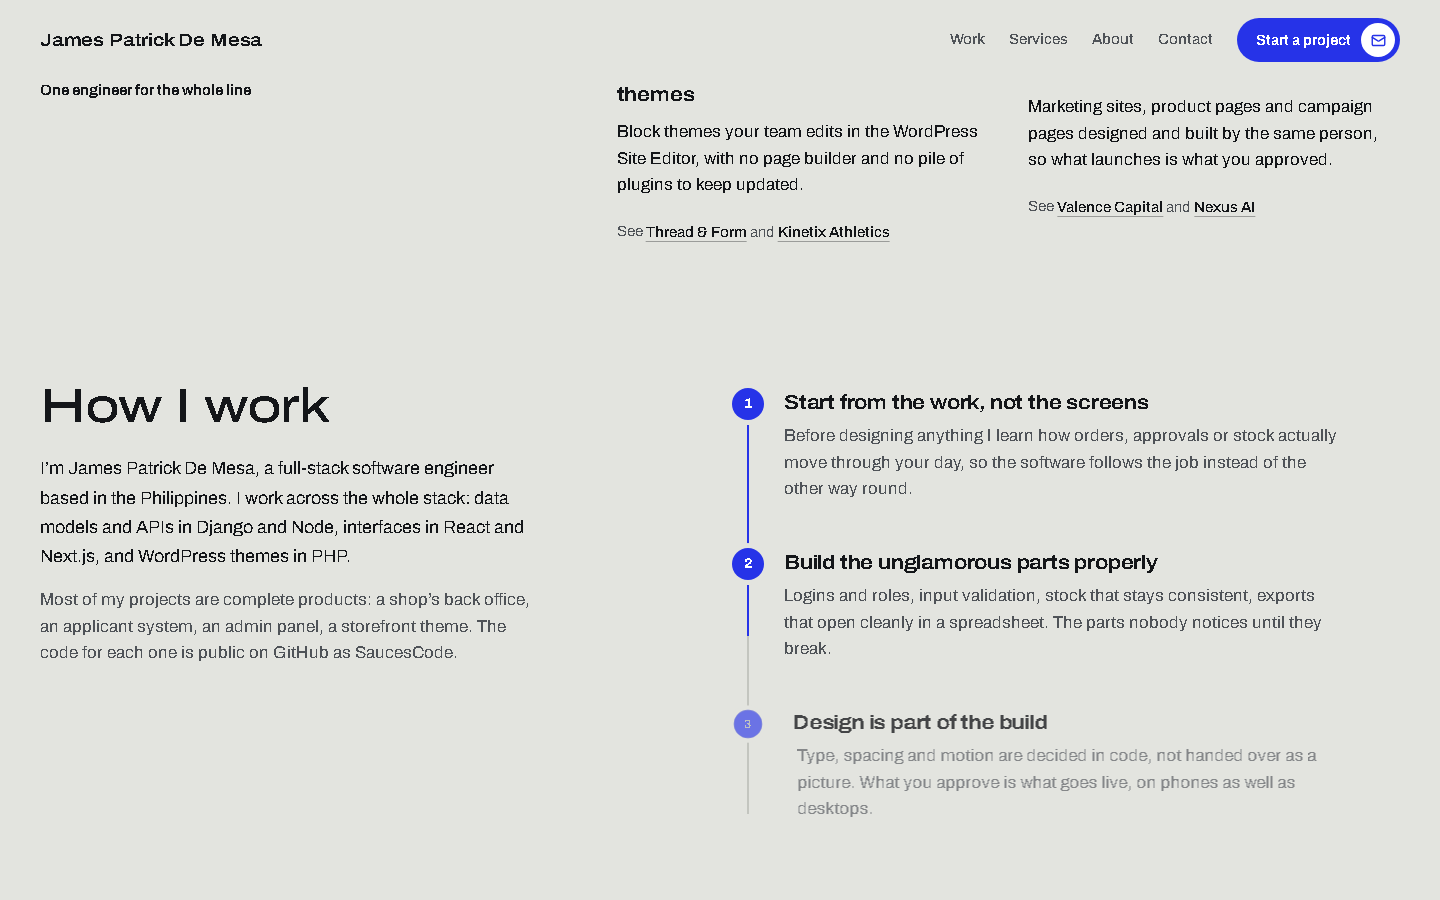 James Patrick De Mesa
Work
Services
About
Contact
Start a project
One engineer for the whole line
themes
Block themes your team edits in the WordPress
Site Editor, with no page builder and no pile of
plugins to keep updated.
See Thread & Form and Kinetix Athletics
Marketing sites, product pages and campaign
pages designed and built by the same person,
so what launches is what you approved.
See Valence Capital and Nexus AI
How I work
I’m James Patrick De Mesa, a full-stack software engineer
based in the Philippines. I work across the whole stack: data
models and APIs in Django and Node, interfaces in React and
Next.js, and WordPress themes in PHP.
Most of my projects are complete products: a shop’s back office,
an applicant system, an admin panel, a storefront theme. The
code for each one is public on GitHub as SaucesCode.
1
Start from the work, not the screens
Before designing anything I learn how orders, approvals or stock actually
move through your day, so the software follows the job instead of the
other way round.
2
Build the unglamorous parts properly
Logins and roles, input validation, stock that stays consistent, exports
that open cleanly in a spreadsheet. The parts nobody notices until they
break.
3
Design is part of the build
Type, spacing and motion are decided in code, not handed over as a
picture. What you approve is what goes live, on phones as well as
desktops.